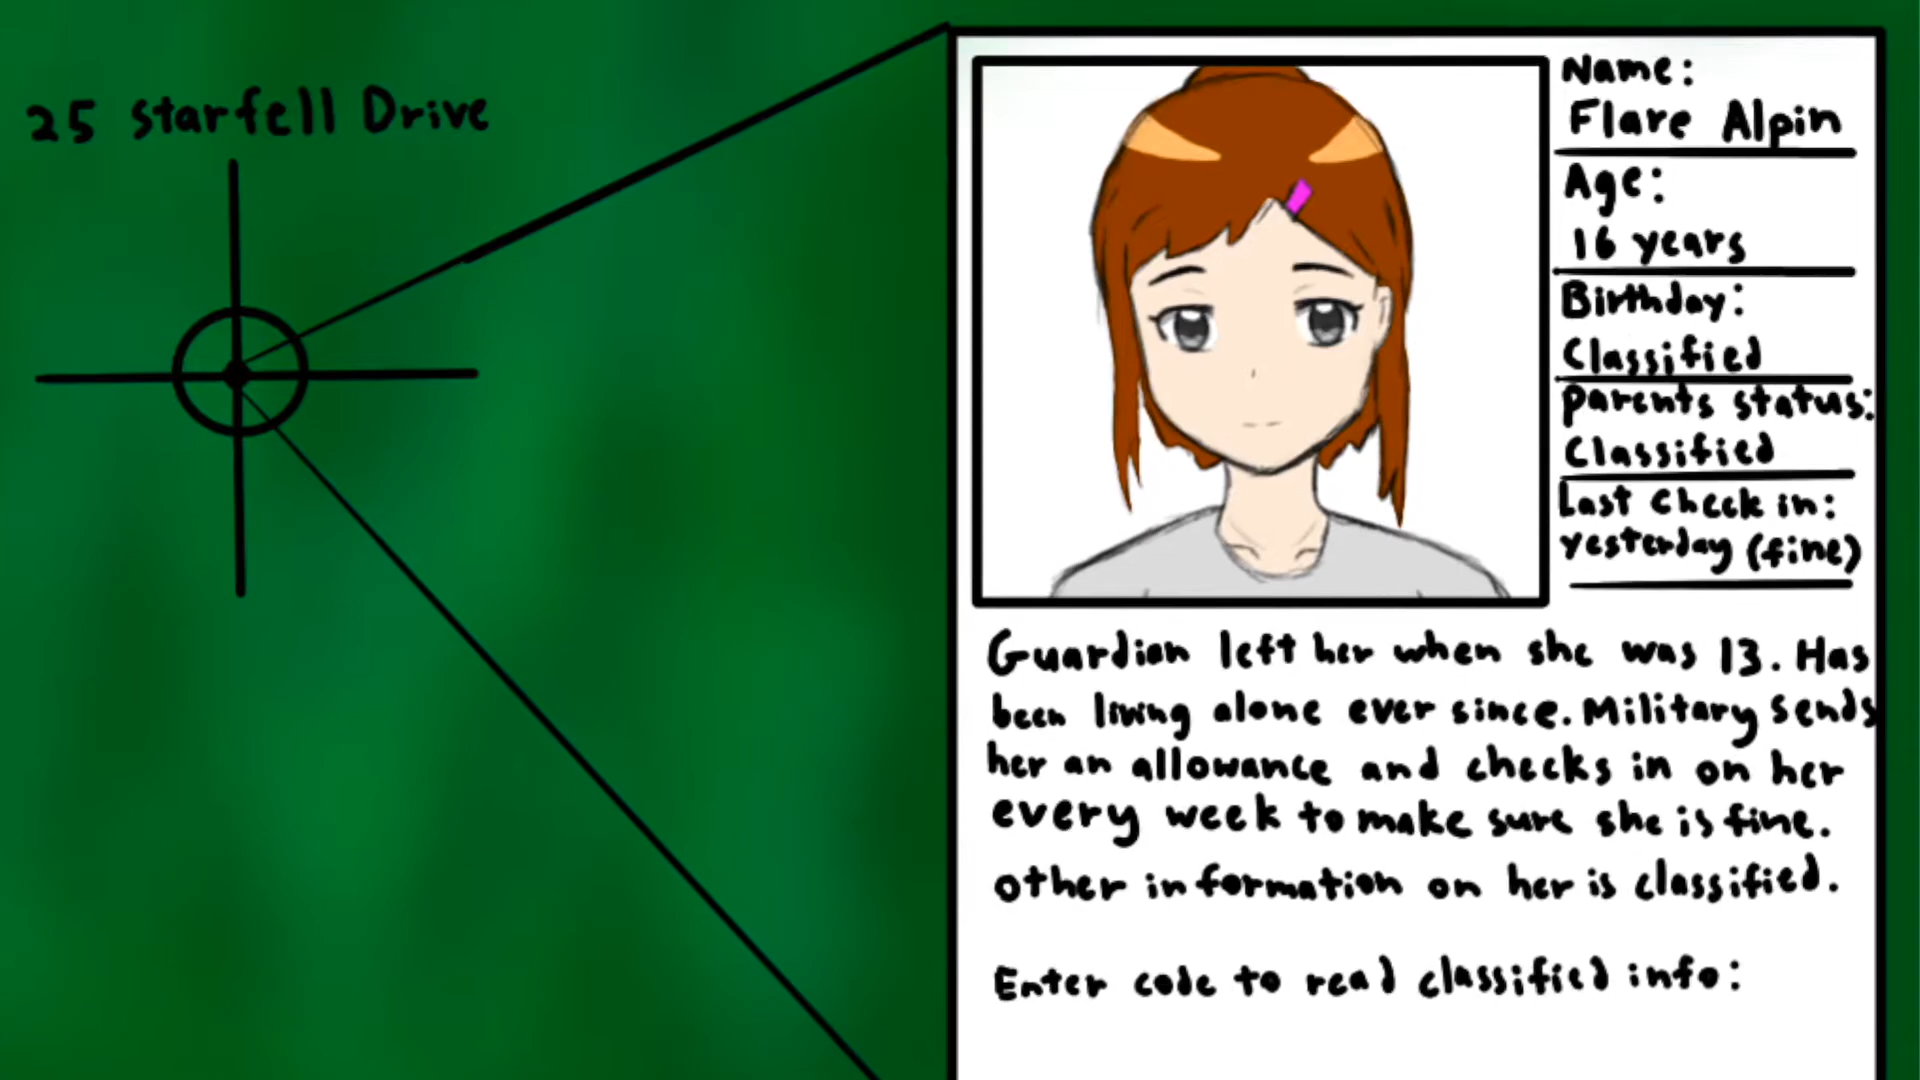 25 Starfell Drive
Name:
Flare Alpin
Age:
16 years
Birthday:
Classified
Parents status:
Classified
Last Check in:
yesterday (fine)
Guardian left her when she was 13. Has
been living alone ever since. Military sends
her an allowance and checks in on her
every week to make sure she is fine.
other information on her is classified.
Enter code to read classified info: